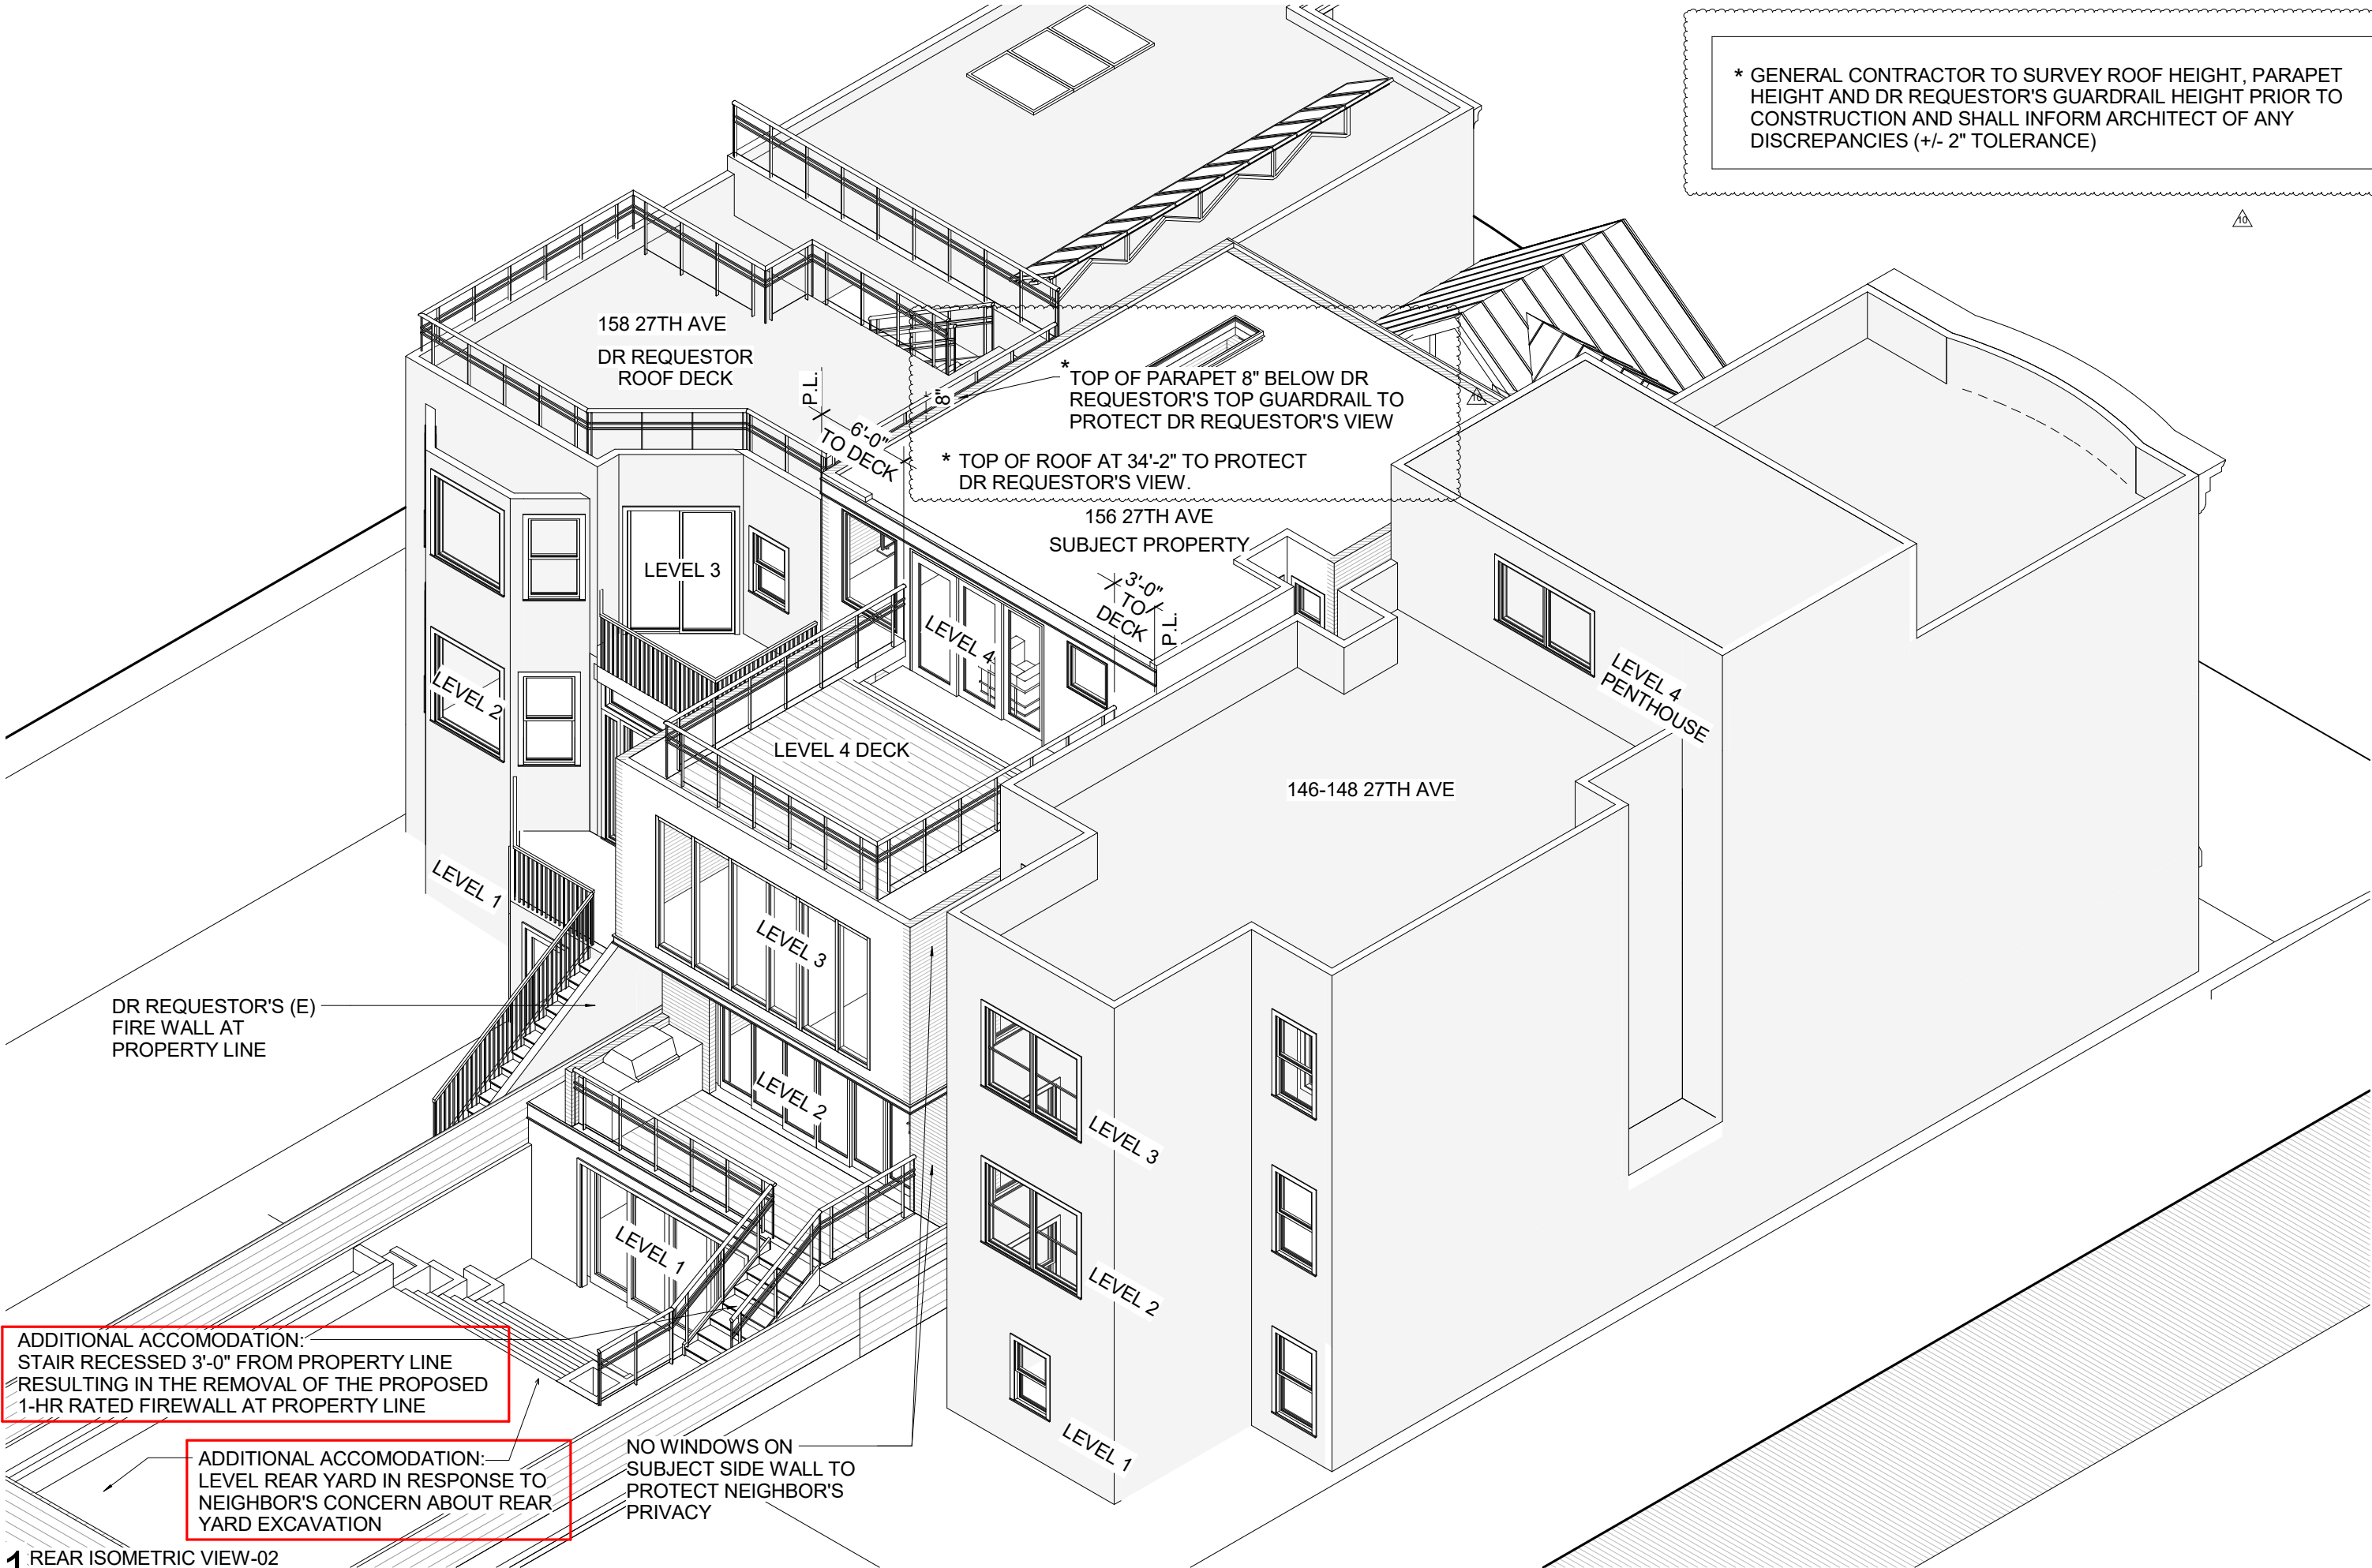 * GENERAL CONTRACTOR TO SURVEY ROOF HEIGHT, PARAPET
HEIGHT AND DR REQUESTOR'S GUARDRAIL HEIGHT PRIOR TO
CONSTRUCTION AND SHALL INFORM ARCHITECT OF ANY
DISCREPANCIES (+/- 2" TOLERANCE)
10
158 27TH AVE
DR REQUESTOR
ROOF DECK
P.L.
6'-0"
TO DECK
8"
* TOP OF PARAPET 8" BELOW DR
REQUESTOR'S TOP GUARDRAIL TO
PROTECT DR REQUESTOR'S VIEW
10
* TOP OF ROOF AT 34'-2" TO PROTECT
DR REQUESTOR'S VIEW.
156 27TH AVE
SUBJECT PROPERTY
3'-0"
TO
DECK
P.L.
LEVEL 3
LEVEL 4
LEVEL 2
LEVEL 4
PENTHOUSE
LEVEL 4 DECK
146-148 27TH AVE
LEVEL 1
LEVEL 3
DR REQUESTOR'S (E)
FIRE WALL AT
PROPERTY LINE
LEVEL 2
LEVEL 3
LEVEL 1
LEVEL 2
LEVEL 1
ADDITIONAL ACCOMODATION:
STAIR RECESSED 3'-0" FROM PROPERTY LINE
RESULTING IN THE REMOVAL OF THE PROPOSED
1-HR RATED FIREWALL AT PROPERTY LINE
ADDITIONAL ACCOMODATION:
LEVEL REAR YARD IN RESPONSE TO
NEIGHBOR'S CONCERN ABOUT REAR
YARD EXCAVATION
NO WINDOWS ON
SUBJECT SIDE WALL TO
PROTECT NEIGHBOR'S
PRIVACY
1 REAR ISOMETRIC VIEW-02